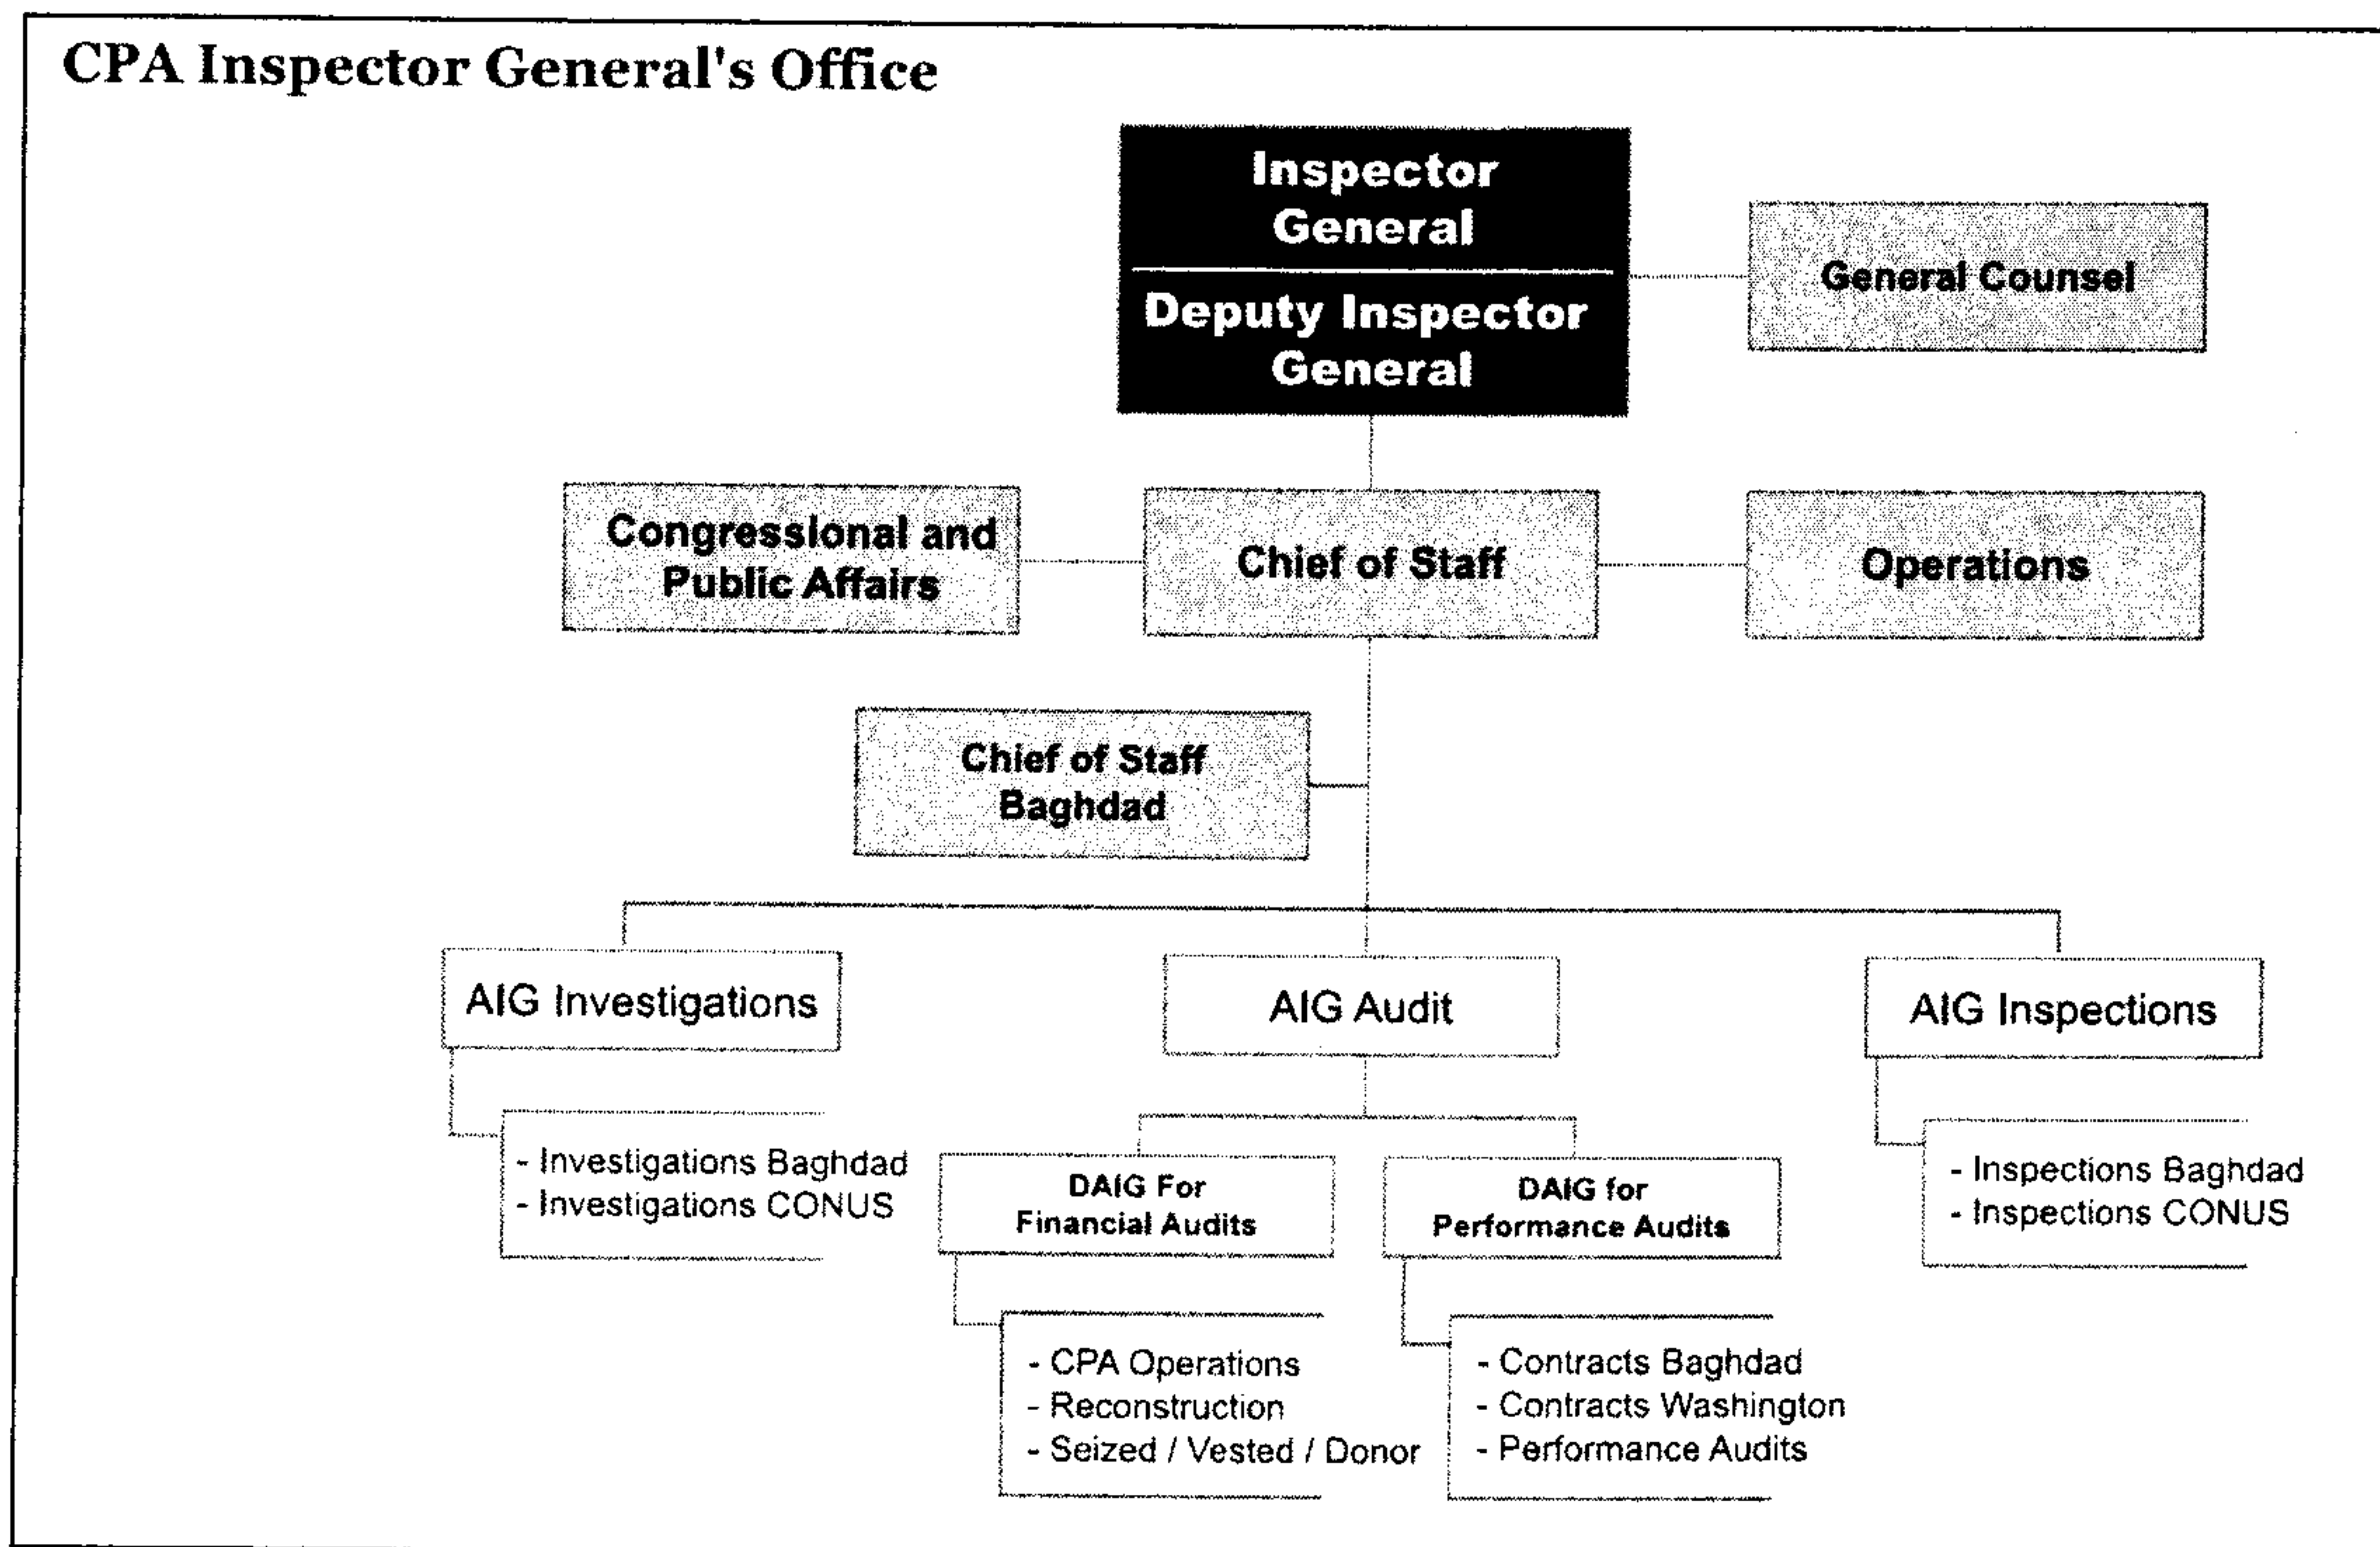 CPA Inspector General's Office
Inspector
General
Deputy Inspector
General
General Counsel
Congressional and
Public Affairs
Chief of Staff
Operations
Chief of Staff
Baghdad
AIG Investigations
AIG Audit
AIG Inspections
- Investigations Baghdad
- Investigations CONUS
DAIG For
Financial Audits
DAIG for
Performance Audits
- Inspections Baghdad
- Inspections CONUS
- CPA Operations
- Reconstruction
- Seized / Vested / Donor
- Contracts Baghdad
- Contracts Washington
- Performance Audits